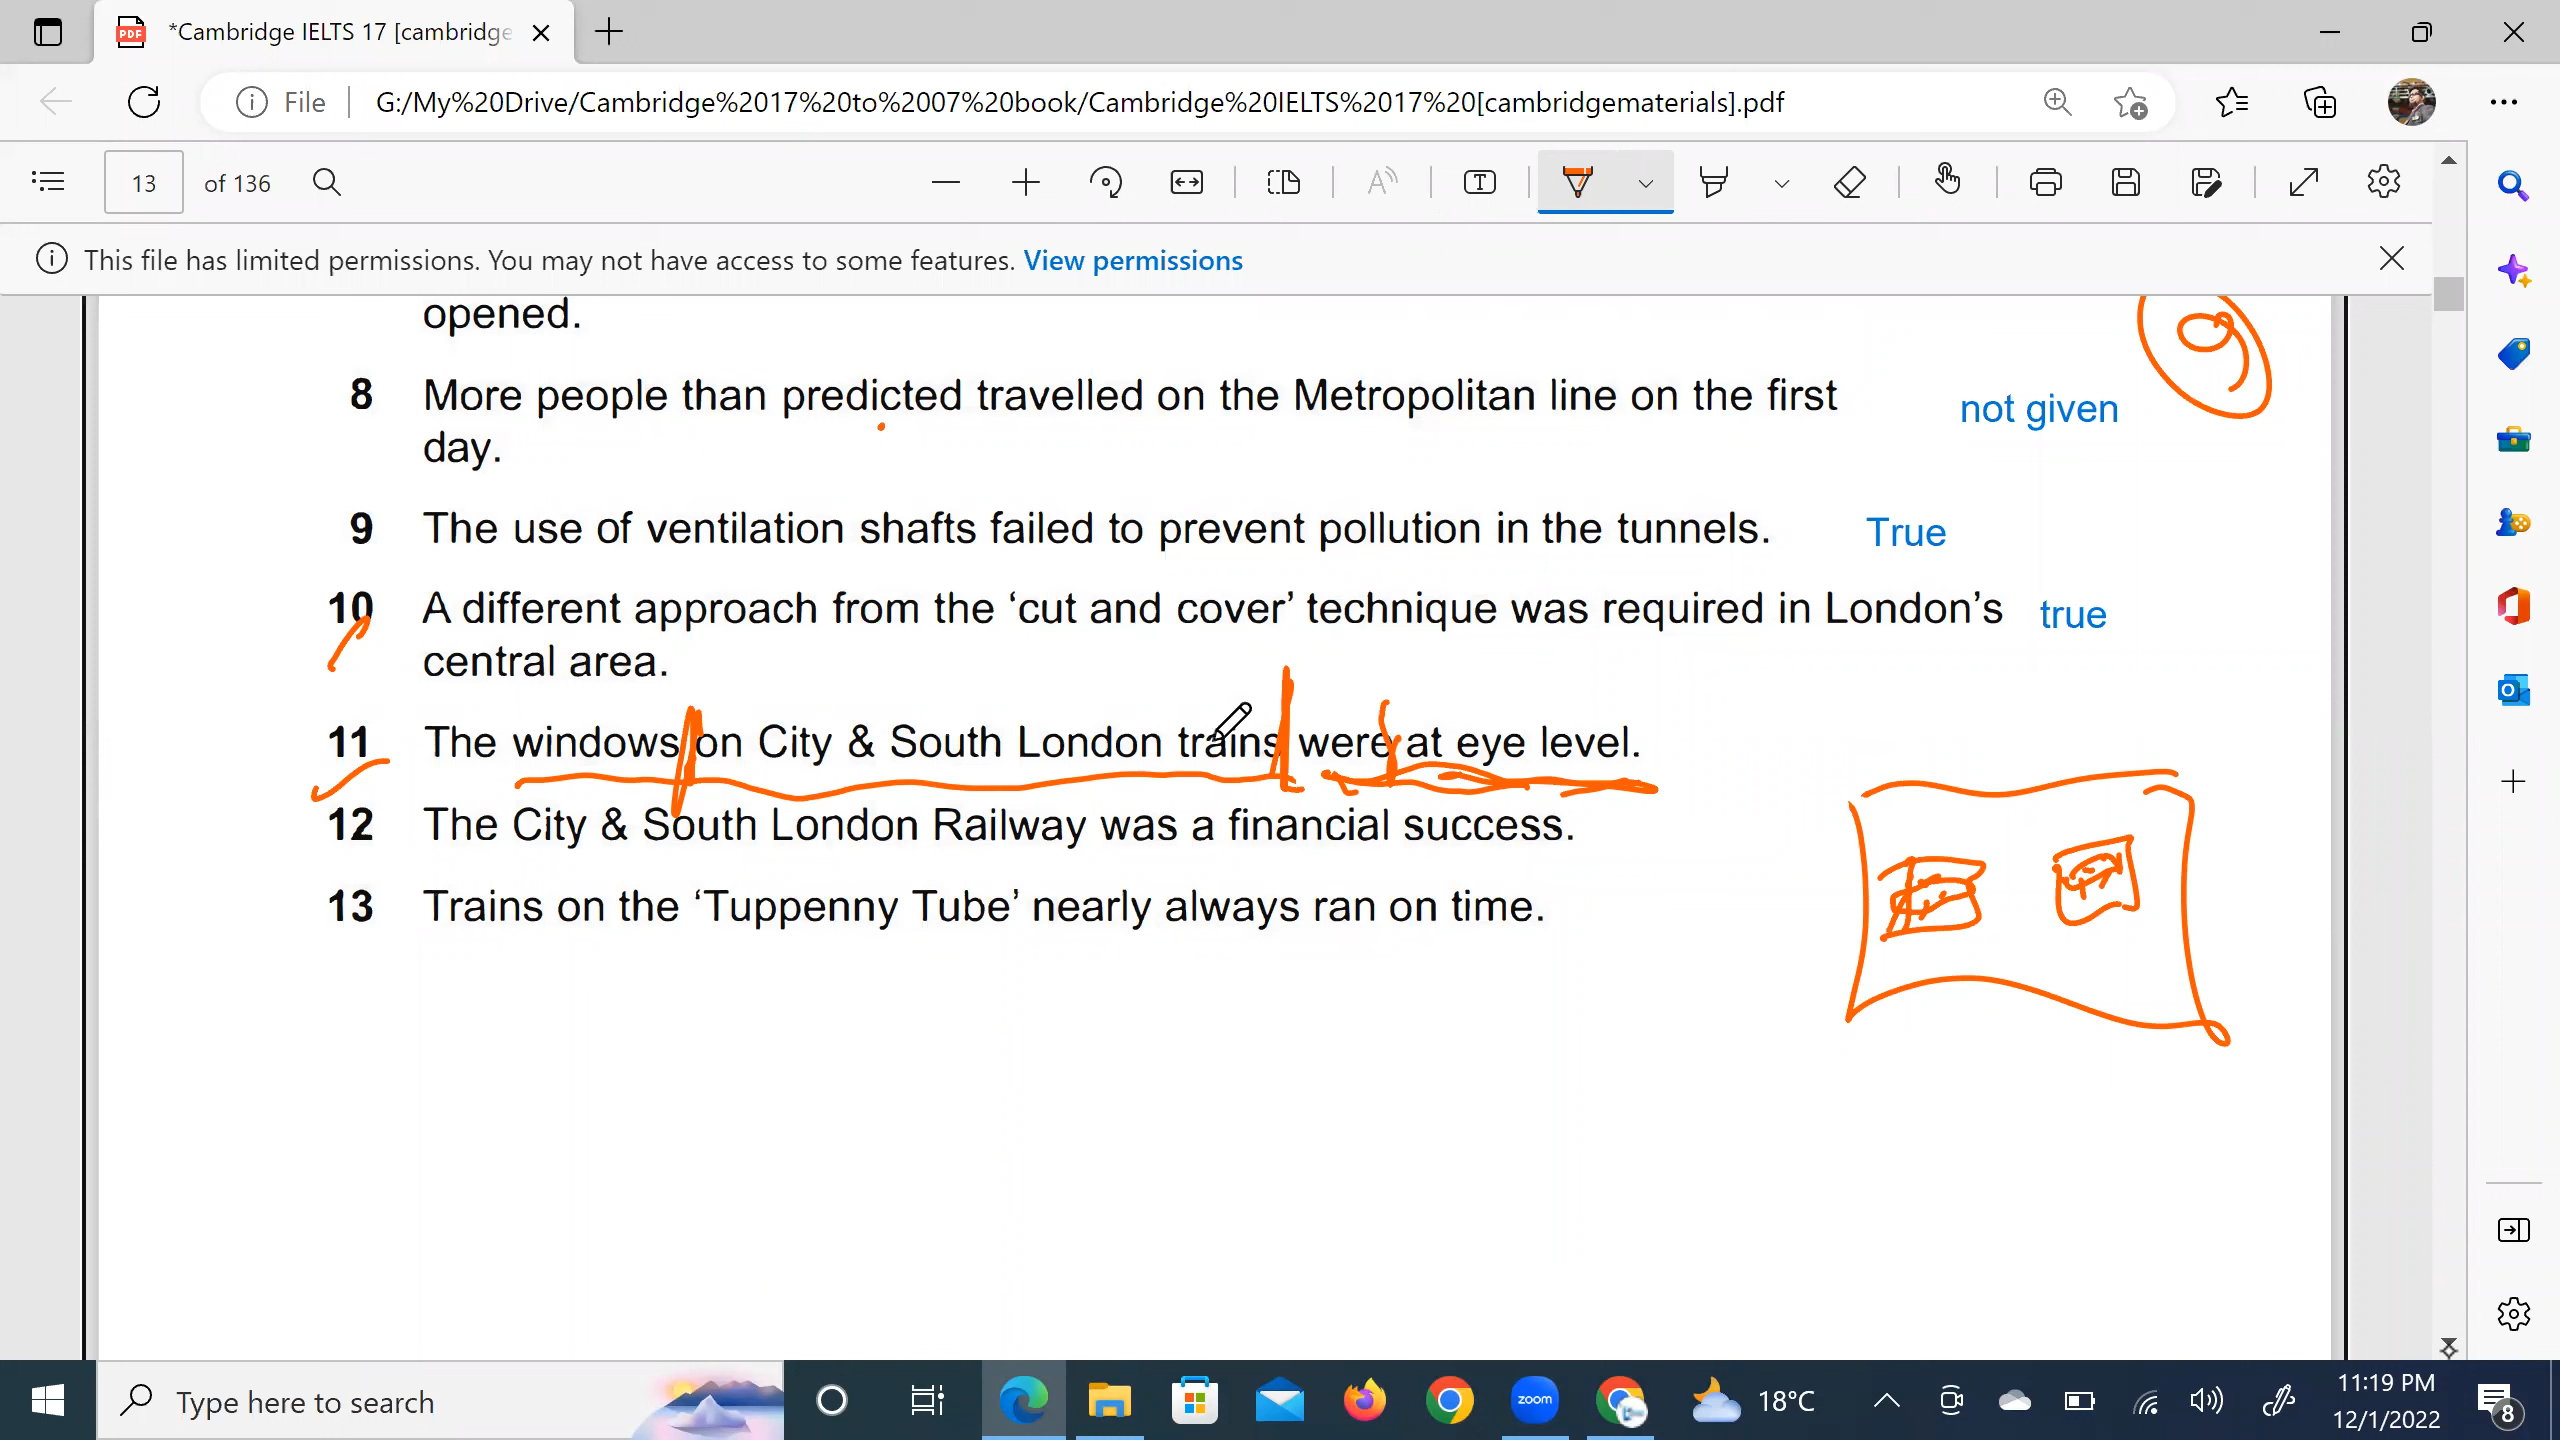 *Cambridge IELTS 17 [cambridge
File
G:/My%20Drive/Cambridge%2017%20to%2007%20book/Cambridge%20IELTS%2017%20[cambridgematerials].pdf
13 of 136
This file has limited permissions. You may not have access to some features. View permissions
opened.
8 More people than predicted travelled on the Metropolitan line on the first not given
day.
9 The use of ventilation shafts failed to prevent pollution in the tunnels. True
10 A different approach from the ‘cut and cover’ technique was required in London’s true
central area.
11 The windows on City & South London trains were at eye level.
12 The City & South London Railway was a financial success.
13 Trains on the ‘Tuppenny Tube’ nearly always ran on time.
Type here to search
zoom
18°C
11:19 PM
12/1/2022
8